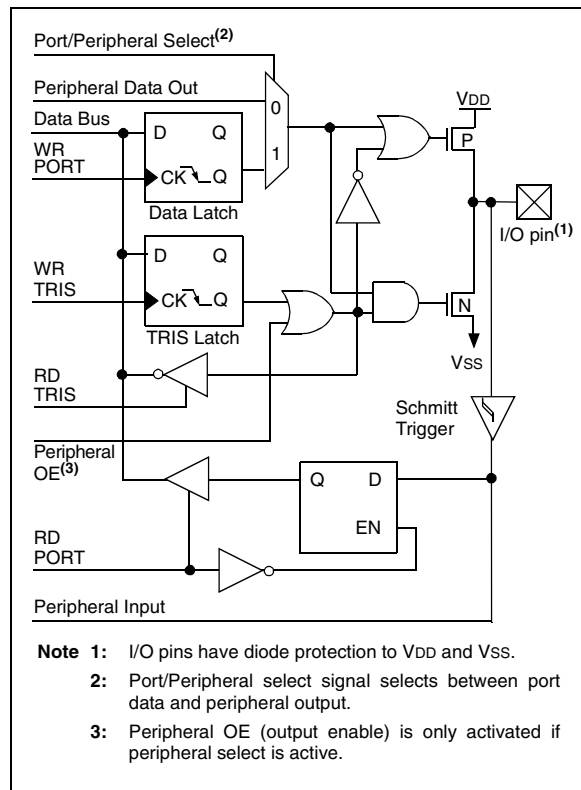 Port/Peripheral Select(2)
Peripheral Data Out
Data Bus
WR
PORT
D Q
CK Q
Data Latch
0
1
VDD
P
I/O pin(1)
WR
TRIS
D Q
CK Q
TRIS Latch
N
VSS
RD
TRIS
Schmitt
Trigger
Peripheral
OE(3)
Q D
EN
RD
PORT
Peripheral Input
Note 1: I/O pins have diode protection to VDD and VSS.
2: Port/Peripheral select signal selects between port
data and peripheral output.
3: Peripheral OE (output enable) is only activated if
peripheral select is active.